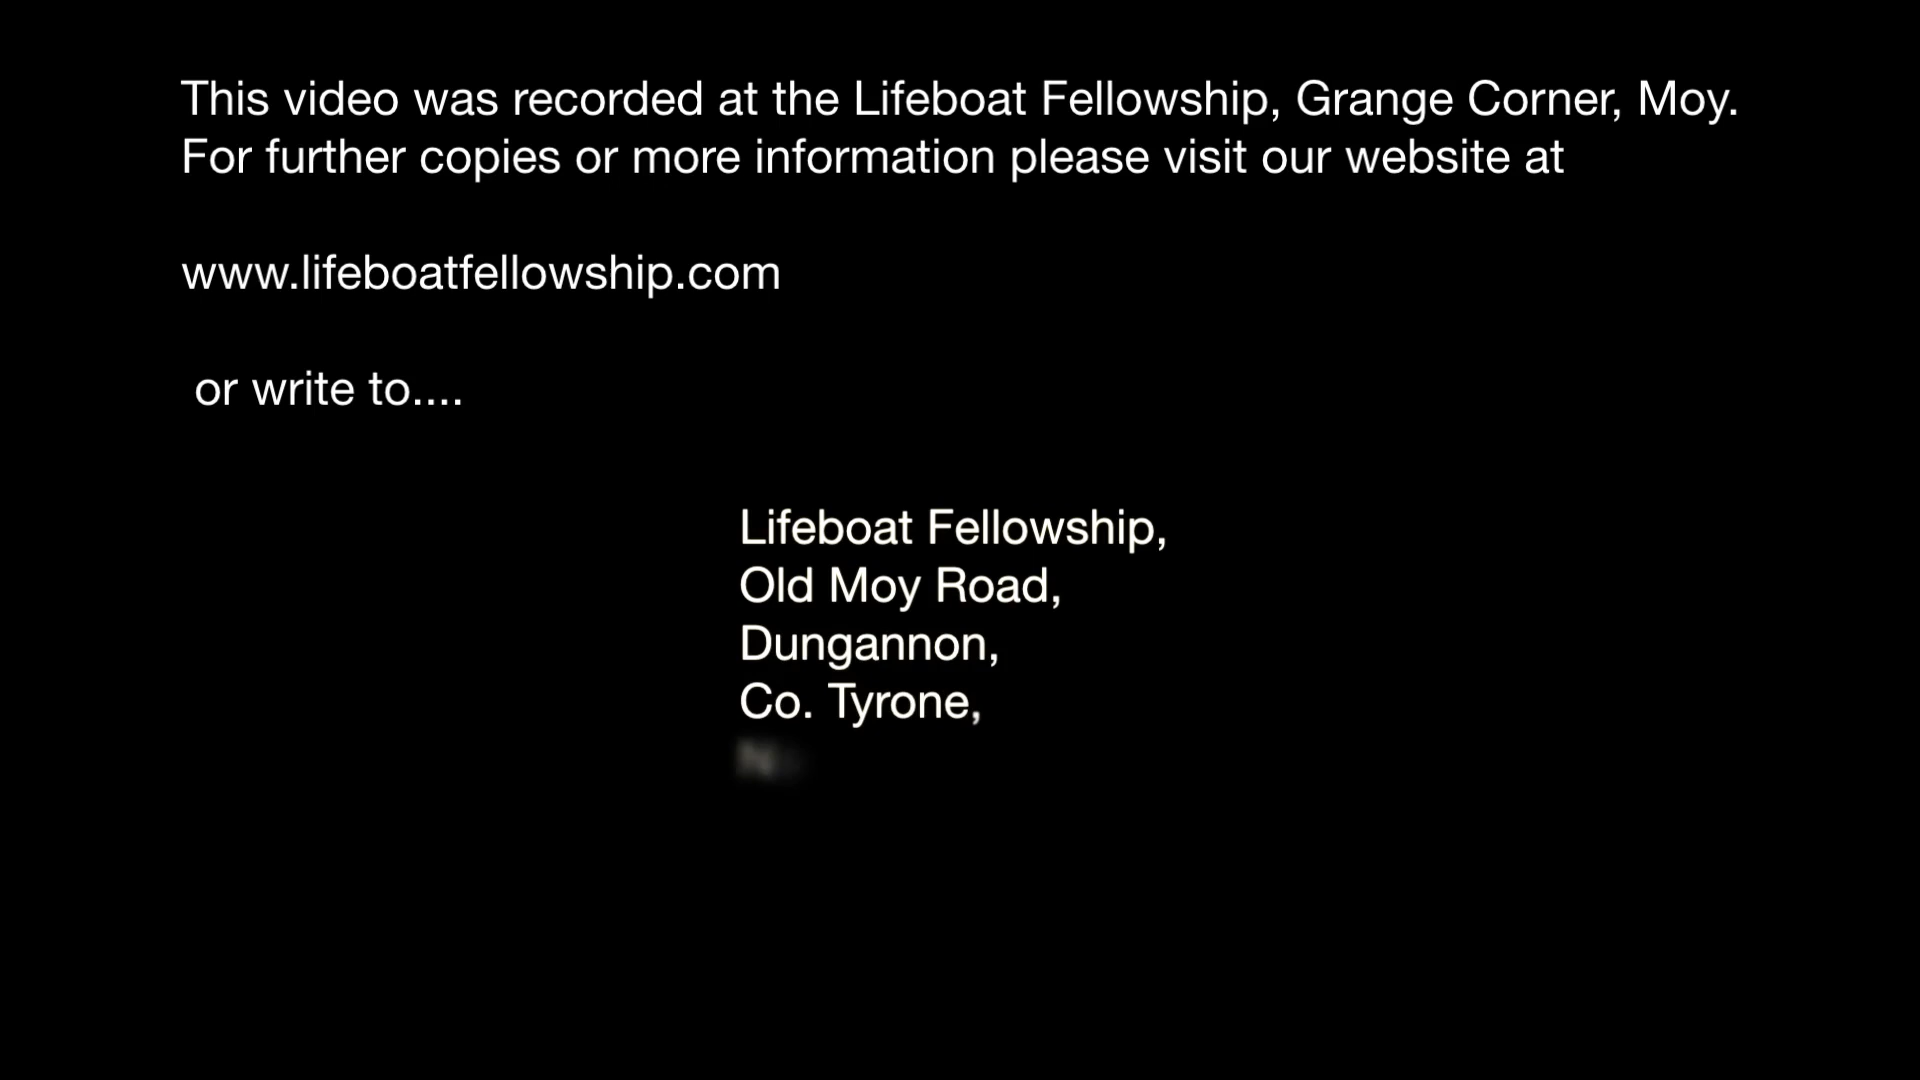 This video was recorded at the Lifeboat Fellowship, Grange Corner, Moy.
For further copies or more information please visit our website at
www.lifeboatfellowship.com
or write to....
Lifeboat Fellowship,
Old Moy Road,
Dungannon,
Co. Tyrone,